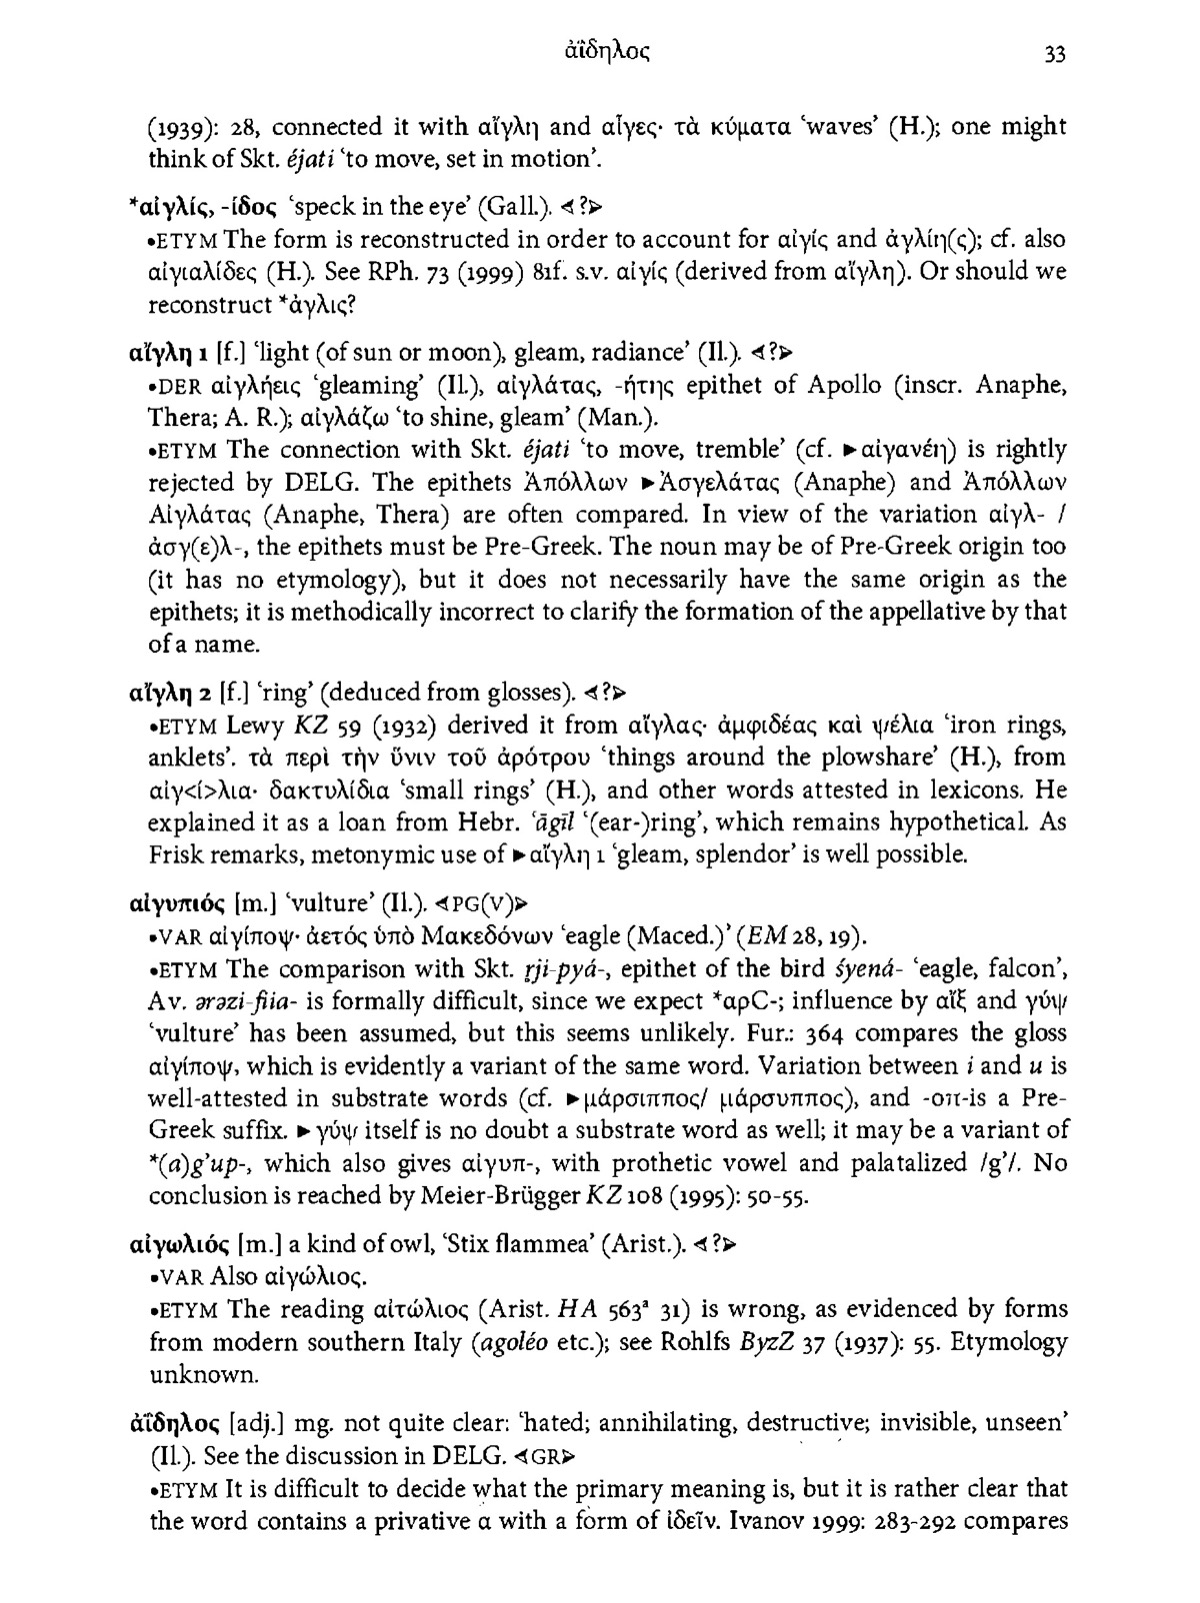 ἀΐδηλος 33
(1939): 28, connected it with αἴγλη and αἶγες· τὰ κύματα ‘waves’ (H.); one might
think of Skt. éjati ‘to move, set in motion’.
*αἰγλίς, -ίδος ‘speck in the eye’ (Gall.). ⊲?⊳
•ETYM The form is reconstructed in order to account for αἰγίς and ἀγλίη(ς); cf. also
αἰγιαλίδες (H.). See RPh. 73 (1999) 81f. s.v. αἰγίς (derived from αἴγλη). Or should we
reconstruct *ἀγλις?
αἴγλη 1 [f.] ‘light (of sun or moon), gleam, radiance’ (Il.). ⊲?⊳
•DER αἰγλήεις ‘gleaming’ (Il.), αἰγλάτας, -ήτης epithet of Apollo (inscr. Anaphe,
Thera; A. R.); αἰγλάζω ‘to shine, gleam’ (Man.).
•ETYM The connection with Skt. éjati ‘to move, tremble’ (cf. ►αἰγανέη) is rightly
rejected by DELG. The epithets Ἀπόλλων ►Ἀσγελάτας (Anaphe) and Ἀπόλλων
Αἰγλάτας (Anaphe, Thera) are often compared. In view of the variation αἰγλ- /
ἀσγ(ε)λ-, the epithets must be Pre-Greek. The noun may be of Pre-Greek origin too
(it has no etymology), but it does not necessarily have the same origin as the
epithets; it is methodically incorrect to clarify the formation of the appellative by that
of a name.
αἴγλη 2 [f.] ‘ring’ (deduced from glosses). ⊲?⊳
•ETYM Lewy KZ 59 (1932) derived it from αἴγλας· ἀμφιδέας καὶ ψέλια ‘iron rings,
anklets’. τὰ περὶ τὴν ὕνιν τοῦ ἀρότρου ‘things around the plowshare’ (H.), from
αἰγ<ί>λια· δακτυλίδια ‘small rings’ (H.), and other words attested in lexicons. He
explained it as a loan from Hebr. ‘āgīl ‘(ear-)ring’, which remains hypothetical. As
Frisk remarks, metonymic use of ►αἴγλη 1 ‘gleam, splendor’ is well possible.
αἰγυπιός [m.] ‘vulture’ (Il.). ⊲PG(V)⊳
•VAR αἰγίποψ· ἀετός ὑπὸ Μακεδόνων ‘eagle (Maced.)’ (EM 28, 19).
•ETYM The comparison with Skt. ṛji-pyá-, epithet of the bird śyená- ‘eagle, falcon’,
Av. ərəzi-fiia- is formally difficult, since we expect *αρC-; influence by αἴξ and γύψ
‘vulture’ has been assumed, but this seems unlikely. Fur.: 364 compares the gloss
αἰγίποψ, which is evidently a variant of the same word. Variation between i and u is
well-attested in substrate words (cf. ►μάρσιππος/ μάρσυππος), and -οπ-is a Pre-
Greek suffix. ►γύψ itself is no doubt a substrate word as well; it may be a variant of
*(a)g’up-, which also gives αἰγυπ-, with prothetic vowel and palatalized /g’/. No
conclusion is reached by Meier-Brügger KZ 108 (1995): 50-55.
αἰγωλιός [m.] a kind of owl, ‘Stix flammea’ (Arist.). ⊲?⊳
•VAR Also αἰγώλιος.
•ETYM The reading αἰτώλιος (Arist. HA 563ª 31) is wrong, as evidenced by forms
from modern southern Italy (agoléo etc.); see Rohlfs ByzZ 37 (1937): 55. Etymology
unknown.
ἀΐδηλος [adj.] mg. not quite clear: ‘hated; annihilating, destructive; invisible, unseen’
(Il.). See the discussion in DELG. ⊲GR⊳
•ETYM It is difficult to decide what the primary meaning is, but it is rather clear that
the word contains a privative α with a form of ἰδεῖν. Ivanov 1999: 283-292 compares